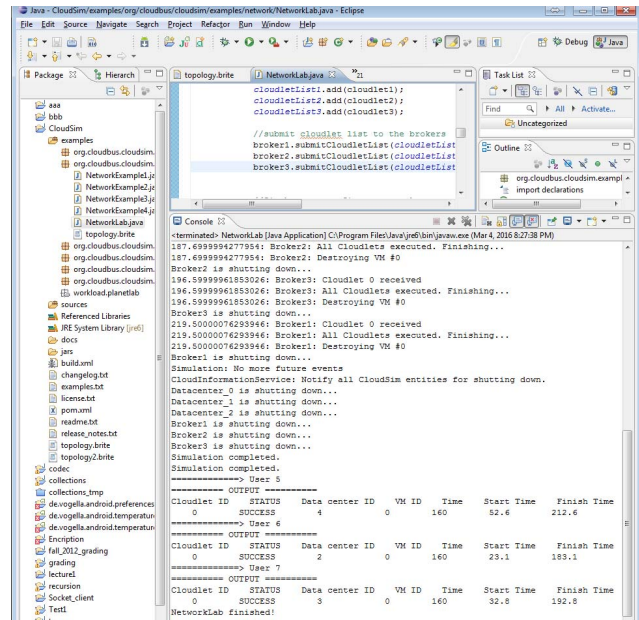 Java - CloudSim/examples/org/cloudbus/cloudsim/examples/network/NetworkLab.java - Eclipse
File Edit Source Navigate Search Project Refactor Run Window Help
Debug Java
Package Hierarch
aaa
bbb
CloudSim
examples
org.cloudbus.cloudsim.
org.cloudbus.cloudsim.
NetworkExample1.ja
NetworkExample2.ja
NetworkExample3.ja
NetworkExample4.ja
NetworkLab.java
topology.brite
org.cloudbus.cloudsim.
org.cloudbus.cloudsim.
org.cloudbus.cloudsim.
org.cloudbus.cloudsim.
workload.planetlab
sources
Referenced Libraries
JRE System Library [jre6]
docs
jars
build.xml
changelog.txt
examples.txt
license.txt
pom.xml
readme.txt
release_notes.txt
topology.brite
topology2.brite
codec
collections
collections_tmp
de.vogella.android.preferences
de.vogella.android.temperature
de.vogella.android.temperature
Encription
fall_2012_grading
grading
lecture1
recursion
Socket_client
Test1
topology.brite NetworkLab.java »21
cloudletList1.add(cloudlet1);
cloudletList2.add(cloudlet2);
cloudletList3.add(cloudlet3);
//submit cloudlet list to the brokers
broker1.submitCloudletList(cloudletList
broker2.submitCloudletList(cloudletList
broker3.submitCloudletList(cloudletList
Task List
Find All Activate...
Uncategorized
Outline
org.cloudbus.cloudsim.exampl
import declarations
Console
<terminated> NetworkLab [Java Application] C:\Program Files\Java\jre6\bin\javaw.exe (Mar 4, 2016 8:27:38 PM)
187.6999994277954: Broker2: All Cloudlets executed. Finishing...
187.6999994277954: Broker2: Destroying VM #0
Broker2 is shutting down...
196.59999961853026: Broker3: Cloudlet 0 received
196.59999961853026: Broker3: All Cloudlets executed. Finishing...
196.59999961853026: Broker3: Destroying VM #0
Broker3 is shutting down...
219.50000076293946: Broker1: Cloudlet 0 received
219.50000076293946: Broker1: All Cloudlets executed. Finishing...
219.50000076293946: Broker1: Destroying VM #0
Broker1 is shutting down...
Simulation: No more future events
CloudInformationService: Notify all CloudSim entities for shutting down.
Datacenter_0 is shutting down...
Datacenter_1 is shutting down...
Datacenter_2 is shutting down...
Broker1 is shutting down...
Broker2 is shutting down...
Broker3 is shutting down...
Simulation completed.
Simulation completed.
=============> User 5
========== OUTPUT ==========
Cloudlet ID STATUS Data center ID VM ID Time Start Time Finish Time
0 SUCCESS 4 0 160 52.6 212.6
=============> User 6
========== OUTPUT ==========
Cloudlet ID STATUS Data center ID VM ID Time Start Time Finish Time
0 SUCCESS 2 0 160 23.1 183.1
=============> User 7
========== OUTPUT ==========
Cloudlet ID STATUS Data center ID VM ID Time Start Time Finish Time
0 SUCCESS 3 0 160 32.8 192.8
NetworkLab finished!